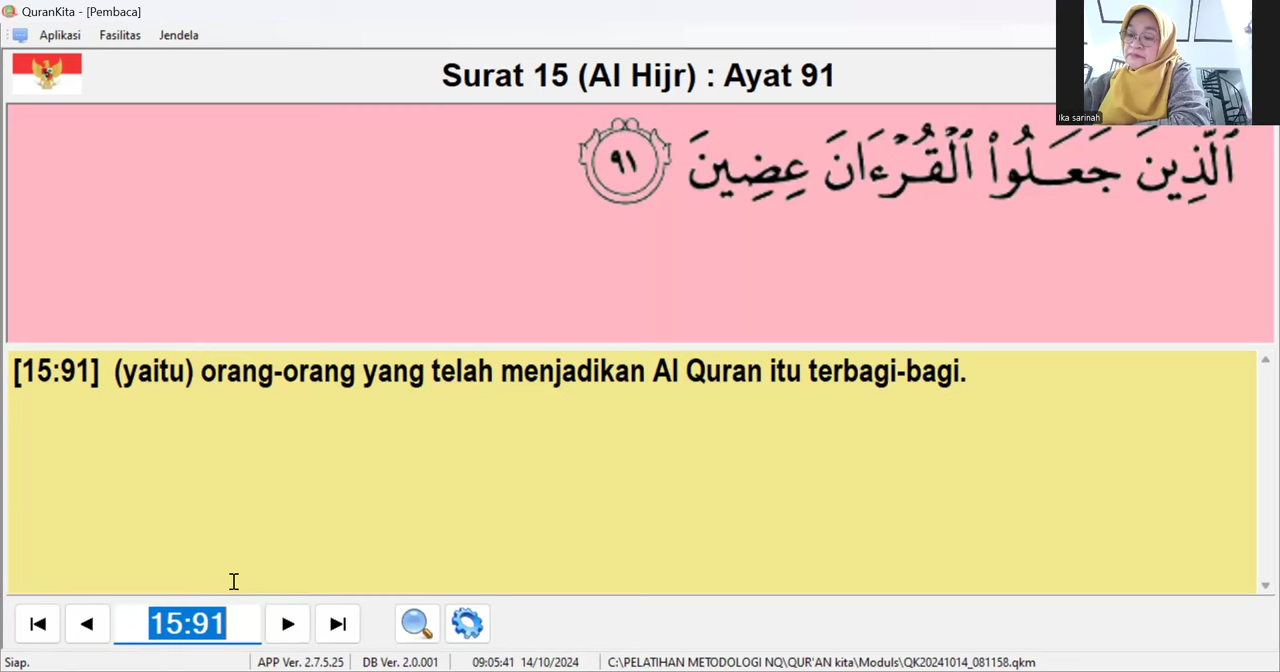 QuranKita - [Pembaca]
Aplikasi Fasilitas Jendela
Surat 15 (Al Hijr) : Ayat 91
Ika sarinah
ٱلَّذِينَ جَعَلُوا۟ ٱلْقُرْءَانَ عِضِينَ ٩١
[15:91] (yaitu) orang-orang yang telah menjadikan Al Quran itu terbagi-bagi.
15:91
Siap. APP Ver. 2.7.5.25 DB Ver. 2.0.001 09:05:41 14/10/2024 C:\PELATIHAN METODOLOGI NQ\QUR'AN kita\Moduls\QK20241014_081158.qkm